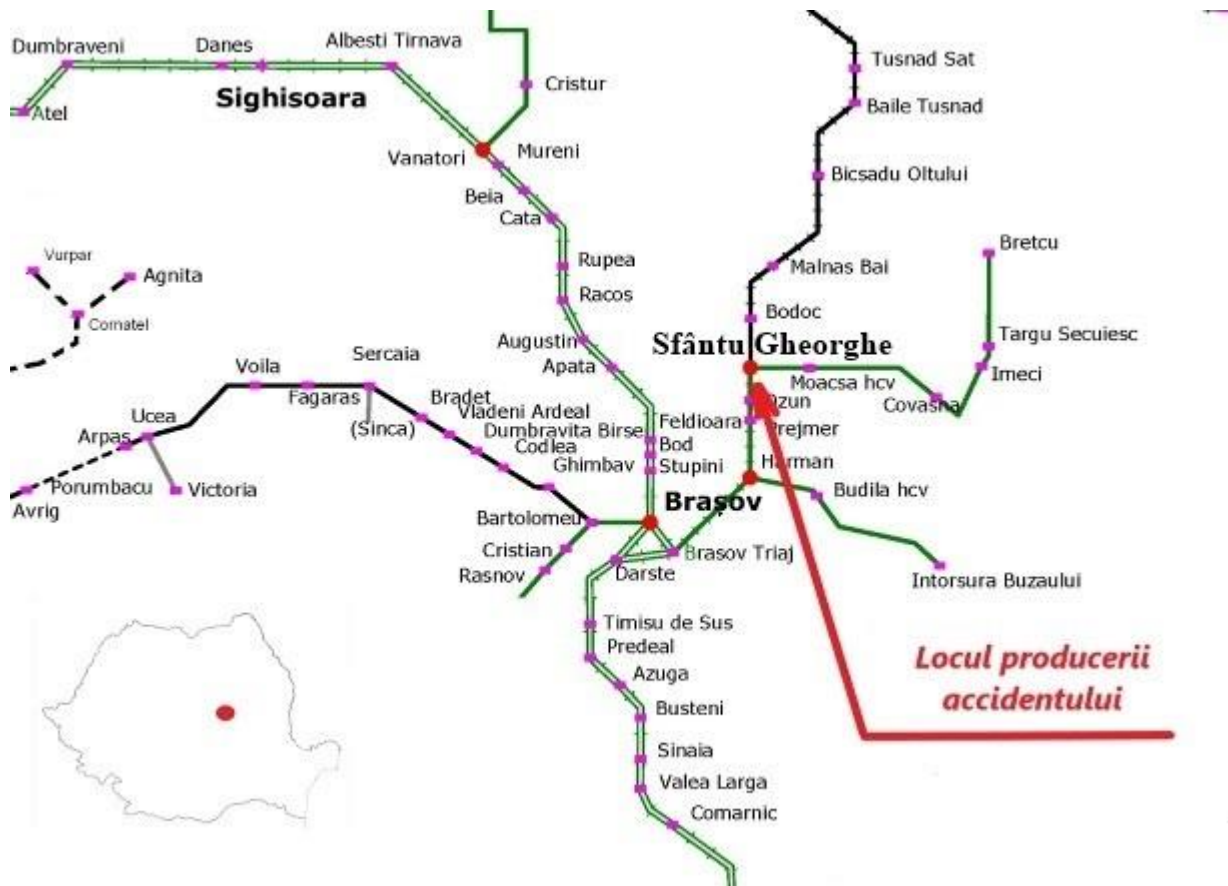 Dumbraveni
Danes
Albesti Tirnava
Sighisoara
Atel
Cristur
Tusnad Sat
Baile Tusnad
Vanatori
Mureni
Beia
Cata
Bicsadu Oltului
Vurpar
Agnita
Cornatel
Rupea
Racos
Malnas Bai
Bretcu
Bodoc
Augustin
Apata
Sfântu Gheorghe
Targu Secuiesc
Imeci
Moacsa hcv
Covasna
Voila
Sercaia
Fagaras
(Sinca)
Bradet
Vladeni Ardeal
Dumbravita Birse
Codlea
Ghimbav
Feldioara
Bod
Stupini
Prejmer
Harman
Ucea
Arpas
Porumbacu
Victoria
Avrig
Brașov
Budila hcv
Bartolomeu
Cristian
Rasnov
Brasov Triaj
Darste
Intorsura Buzaului
Timisu de Sus
Predeal
Azuga
Busteni
Sinaia
Valea Larga
Comarnic
Locul producerii
accidentului